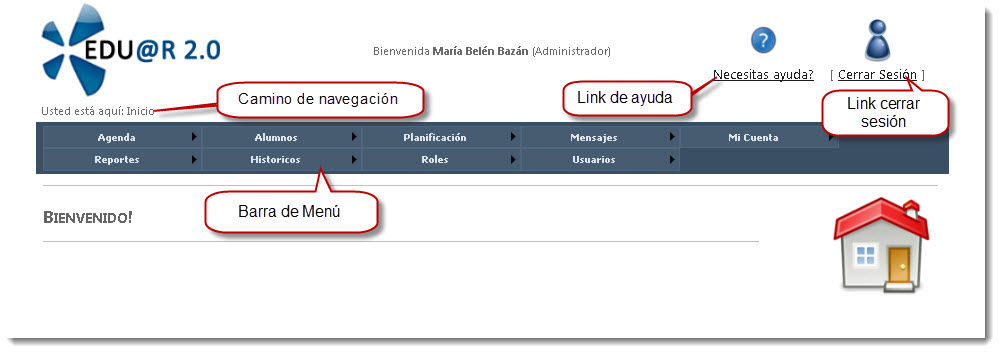 EDU@R 2.0
Bienvenida María Belén Bazán (Administrador)
?
Necesitas ayuda?
[ Cerrar Sesión ]
Usted está aquí: Inicio
Camino de navegación
Link de ayuda
Link cerrar
sesión
Agenda Alumnos Planificación Mensajes Mi Cuenta
Reportes Historicos Roles Usuarios
Barra de Menú
BIENVENIDO!